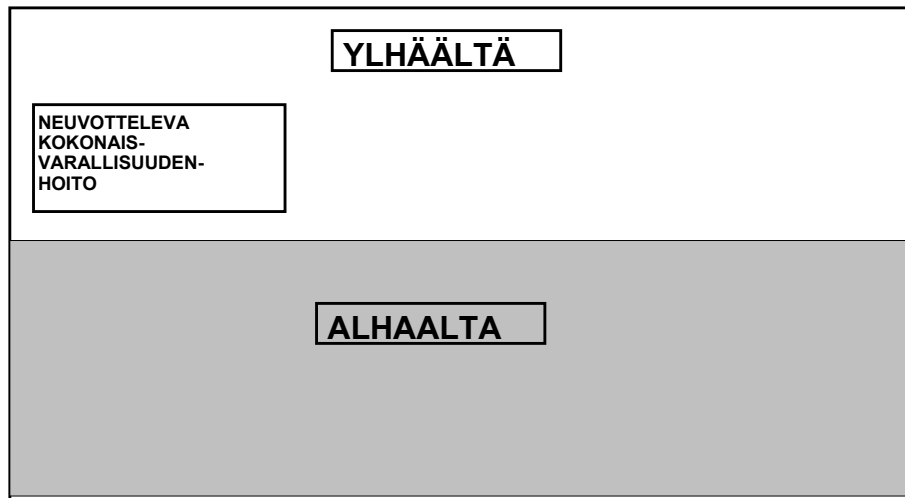 YLHÄÄLTÄ
NEUVOTTELEVA
KOKONAIS-
VARALLISUUDEN-
HOITO
ALHAALTA